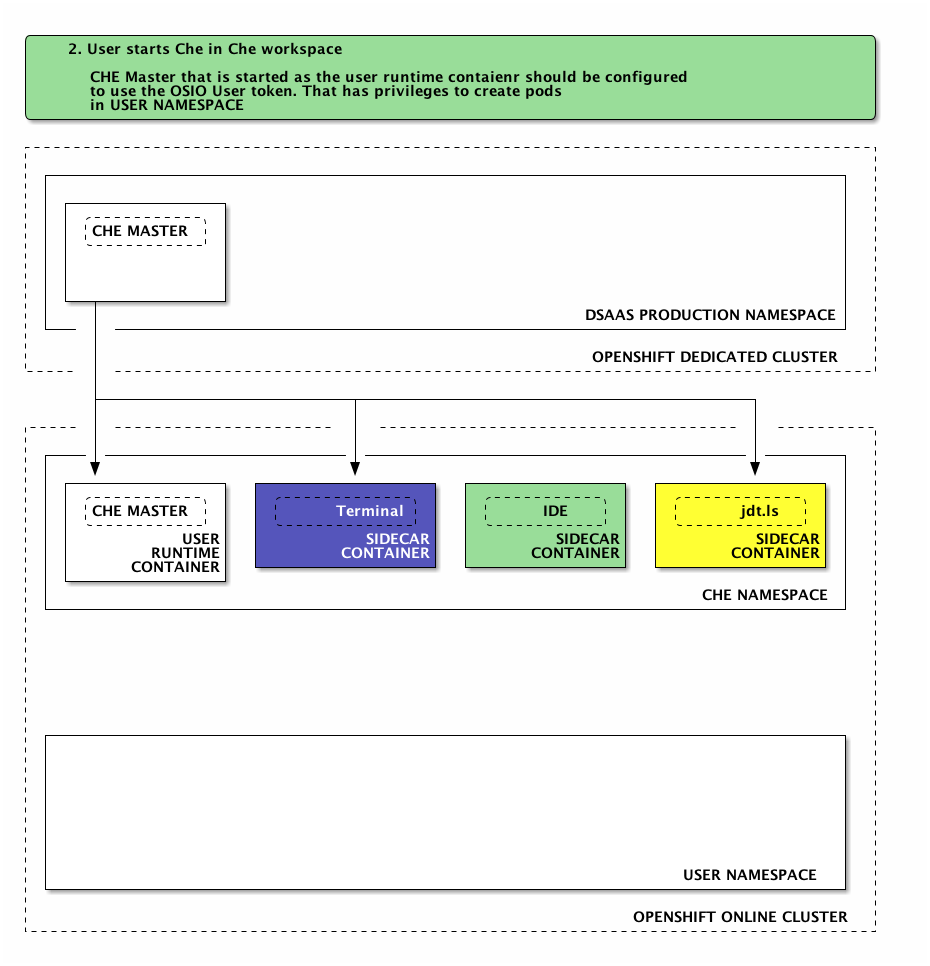 2. User starts Che in Che workspace
CHE Master that is started as the user runtime contaienr should be configured
to use the OSIO User token. That has privileges to create pods
in USER NAMESPACE
CHE MASTER
DSAAS PRODUCTION NAMESPACE
OPENSHIFT DEDICATED CLUSTER
CHE MASTER
USER
RUNTIME
CONTAINER
Terminal
SIDECAR
CONTAINER
IDE
SIDECAR
CONTAINER
jdt.ls
SIDECAR
CONTAINER
CHE NAMESPACE
USER NAMESPACE
OPENSHIFT ONLINE CLUSTER